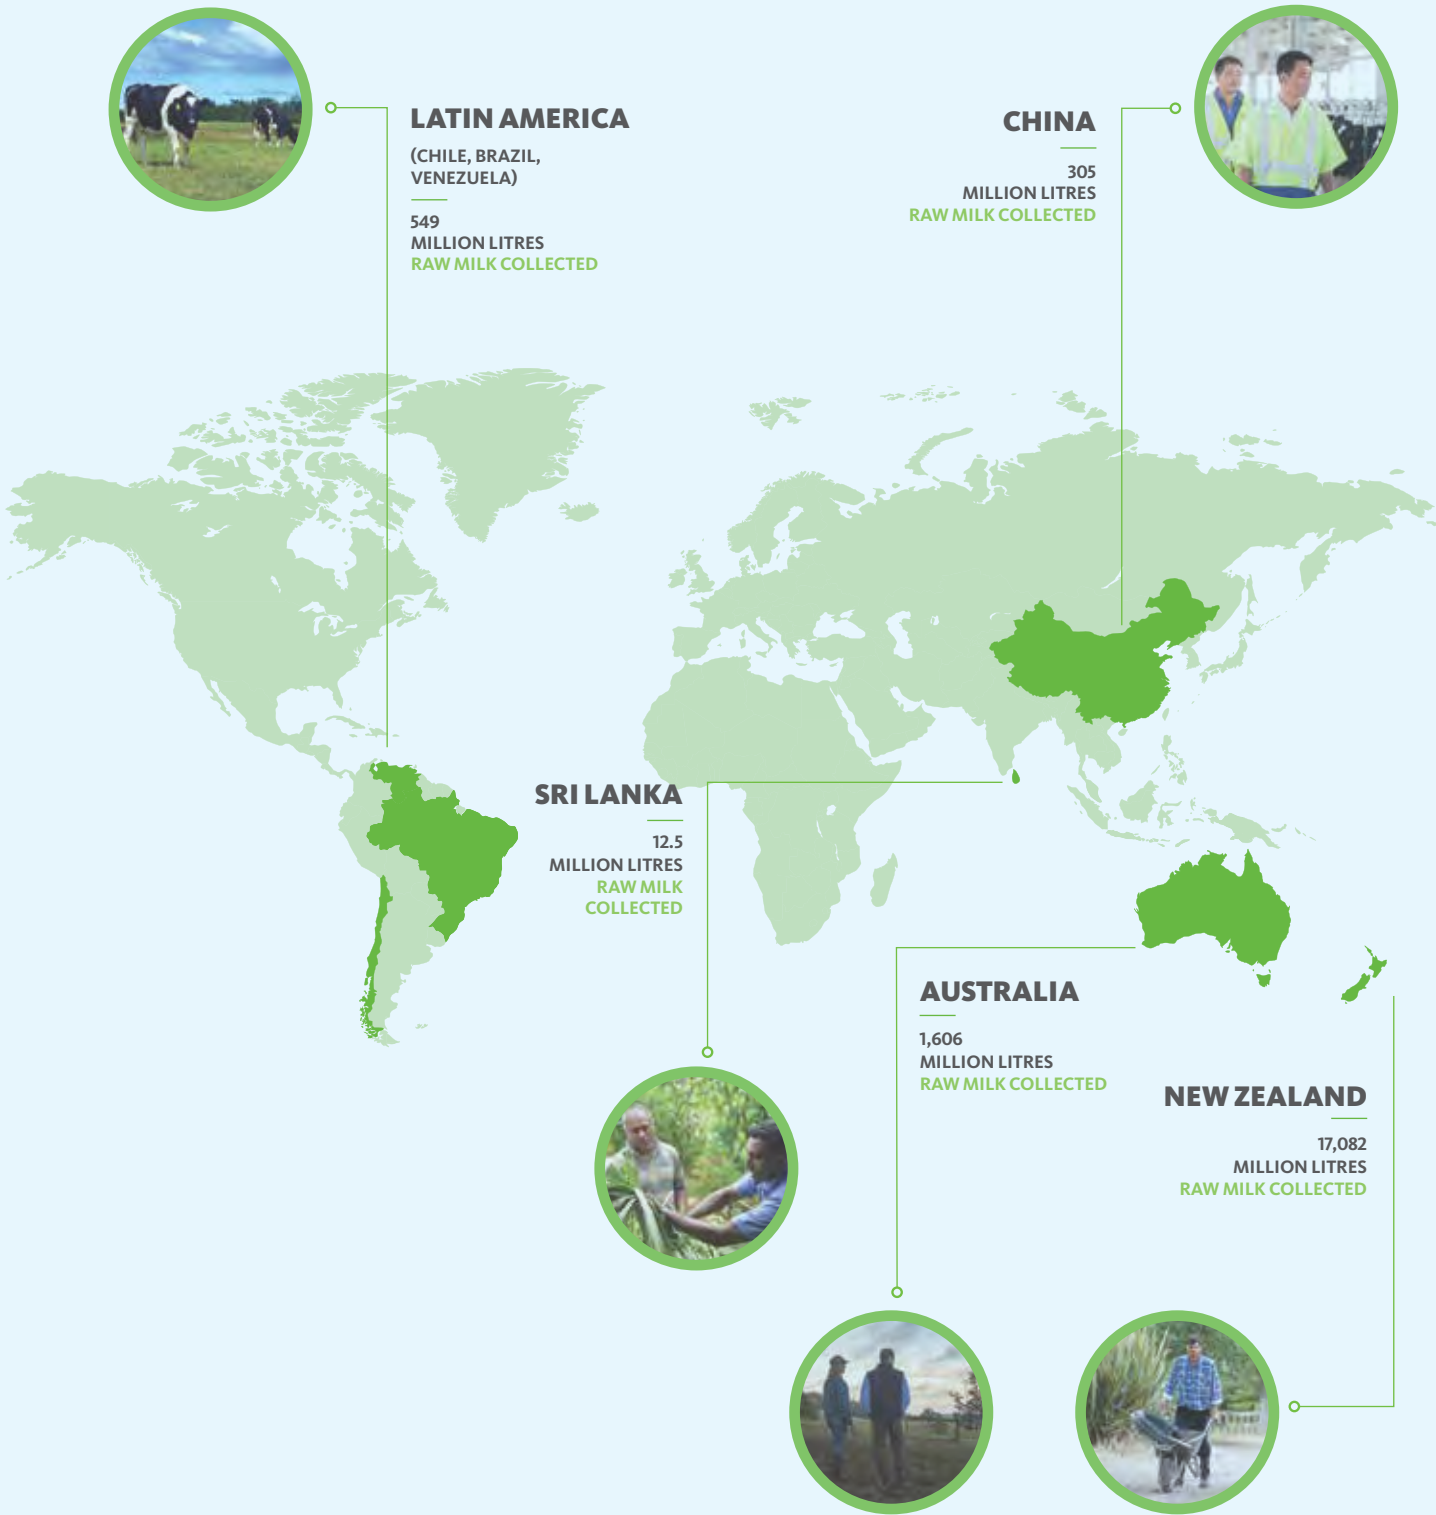 LATIN AMERICA
(CHILE, BRAZIL,
VENEZUELA)
549
MILLION LITRES
RAW MILK COLLECTED
CHINA
305
MILLION LITRES
RAW MILK COLLECTED
SRI LANKA
12.5
MILLION LITRES
RAW MILK
COLLECTED
AUSTRALIA
1,606
MILLION LITRES
RAW MILK COLLECTED
NEW ZEALAND
17,082
MILLION LITRES
RAW MILK COLLECTED